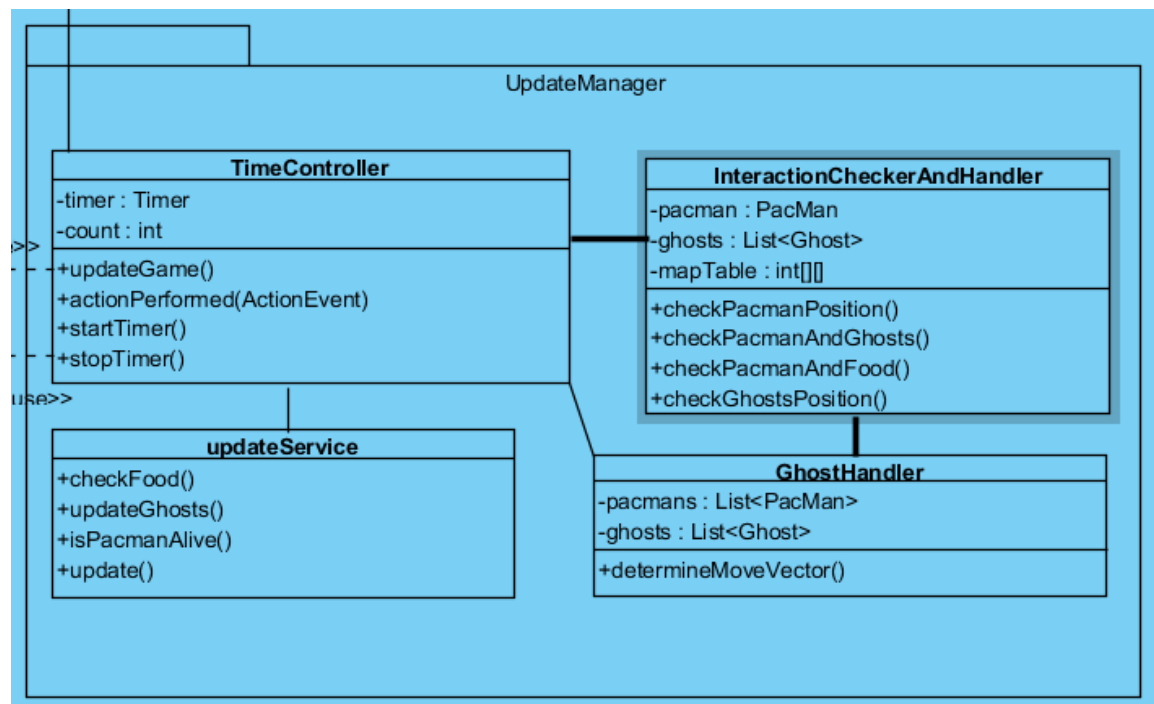 UpdateManager
TimeController
-timer : Timer
-count : int
+updateGame()
+actionPerformed(ActionEvent)
+startTimer()
+stopTimer()
InteractionCheckerAndHandler
-pacman : PacMan
-ghosts : List<Ghost>
-mapTable : int[][]
+checkPacmanPosition()
+checkPacmanAndGhosts()
+checkPacmanAndFood()
+checkGhostsPosition()
>>
use>>
updateService
+checkFood()
+updateGhosts()
+isPacmanAlive()
+update()
GhostHandler
-pacmans : List<PacMan>
-ghosts : List<Ghost>
+determineMoveVector()